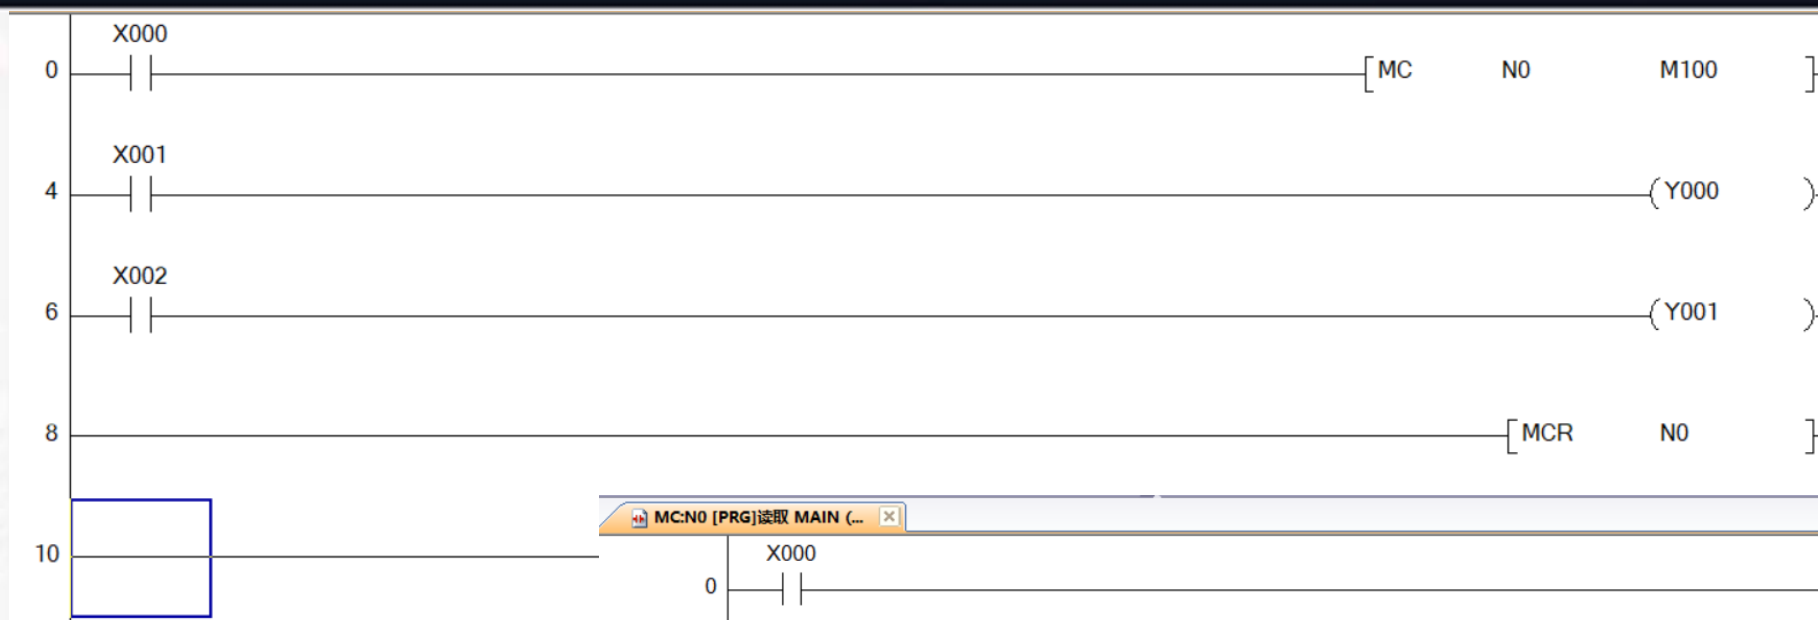 X000
0 MC N0 M100
X001
4 Y000
X002
6 Y001
8 MCR N0
10
MC:N0 [PRG]读取 MAIN (...
X000
0